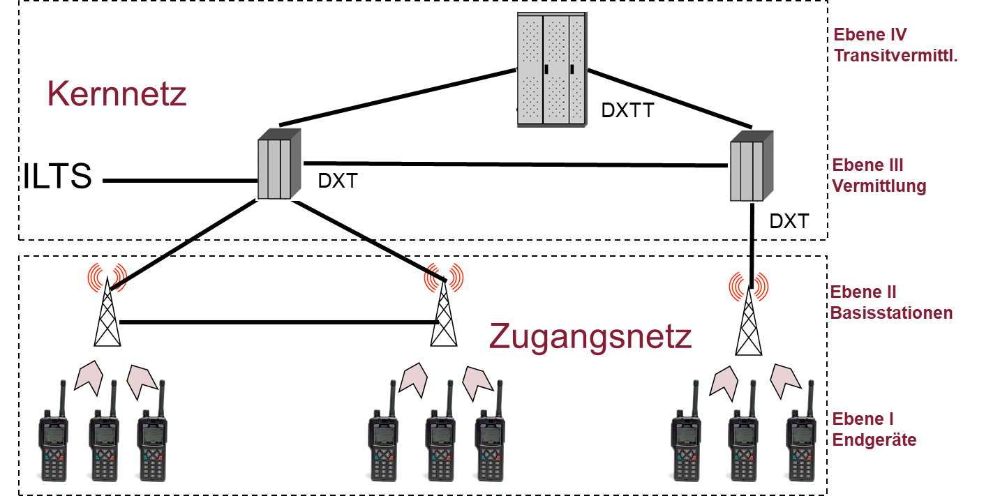 Ebene IV
Transitvermittl.
Kernnetz
DXTT
ILTS
DXT
Ebene III
Vermittlung
DXT
Ebene II
Basisstationen
Zugangsnetz
Ebene I
Endgeräte